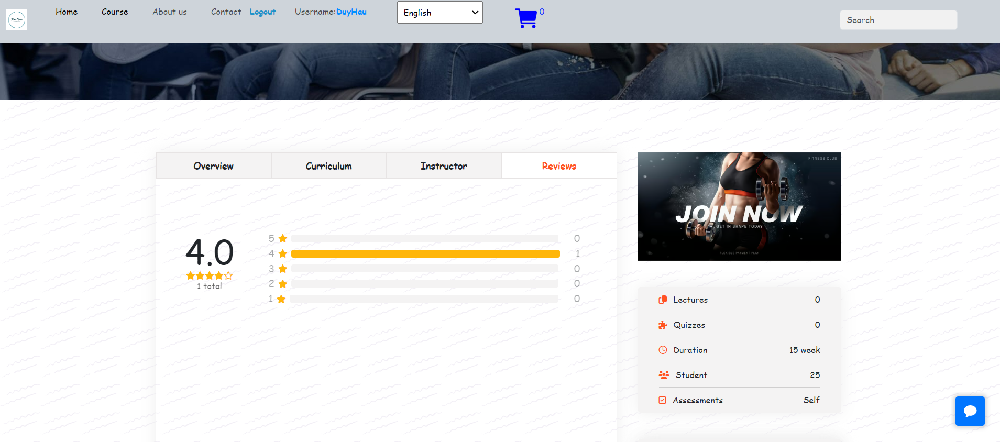 Home Course About us Contact Logout Username:DuyHau English 0 Search
Overview Curriculum Instructor Reviews
4.0
1 total
5 0
4 1
3 0
2 0
1 0
FITNESS CLUB
JOIN NOW
GET IN SHAPE TODAY
FLEXIBLE PAYMENT PLAN
Lectures 0
Quizzes 0
Duration 15 week
Student 25
Assessments Self